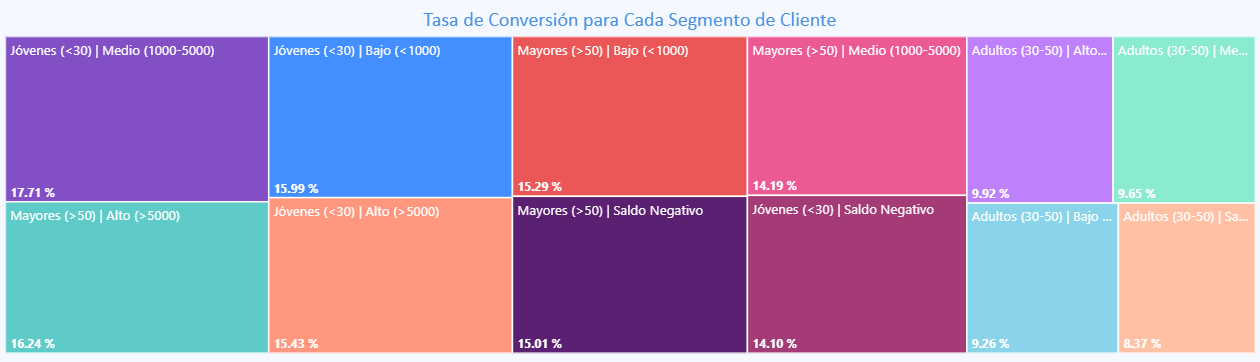 Tasa de Conversión para Cada Segmento de Cliente
Jóvenes (<30) | Medio (1000-5000)
17.71 %
Mayores (>50) | Alto (>5000)
16.24 %
Jóvenes (<30) | Bajo (<1000)
15.99 %
Jóvenes (<30) | Alto (>5000)
15.43 %
Mayores (>50) | Bajo (<1000)
15.29 %
Mayores (>50) | Saldo Negativo
15.01 %
Mayores (>50) | Medio (1000-5000)
14.19 %
Jóvenes (<30) | Saldo Negativo
14.10 %
Adultos (30-50) | Alto...
9.92 %
Adultos (30-50) | Me...
9.65 %
Adultos (30-50) | Bajo ...
9.26 %
Adultos (30-50) | Sa...
8.37 %